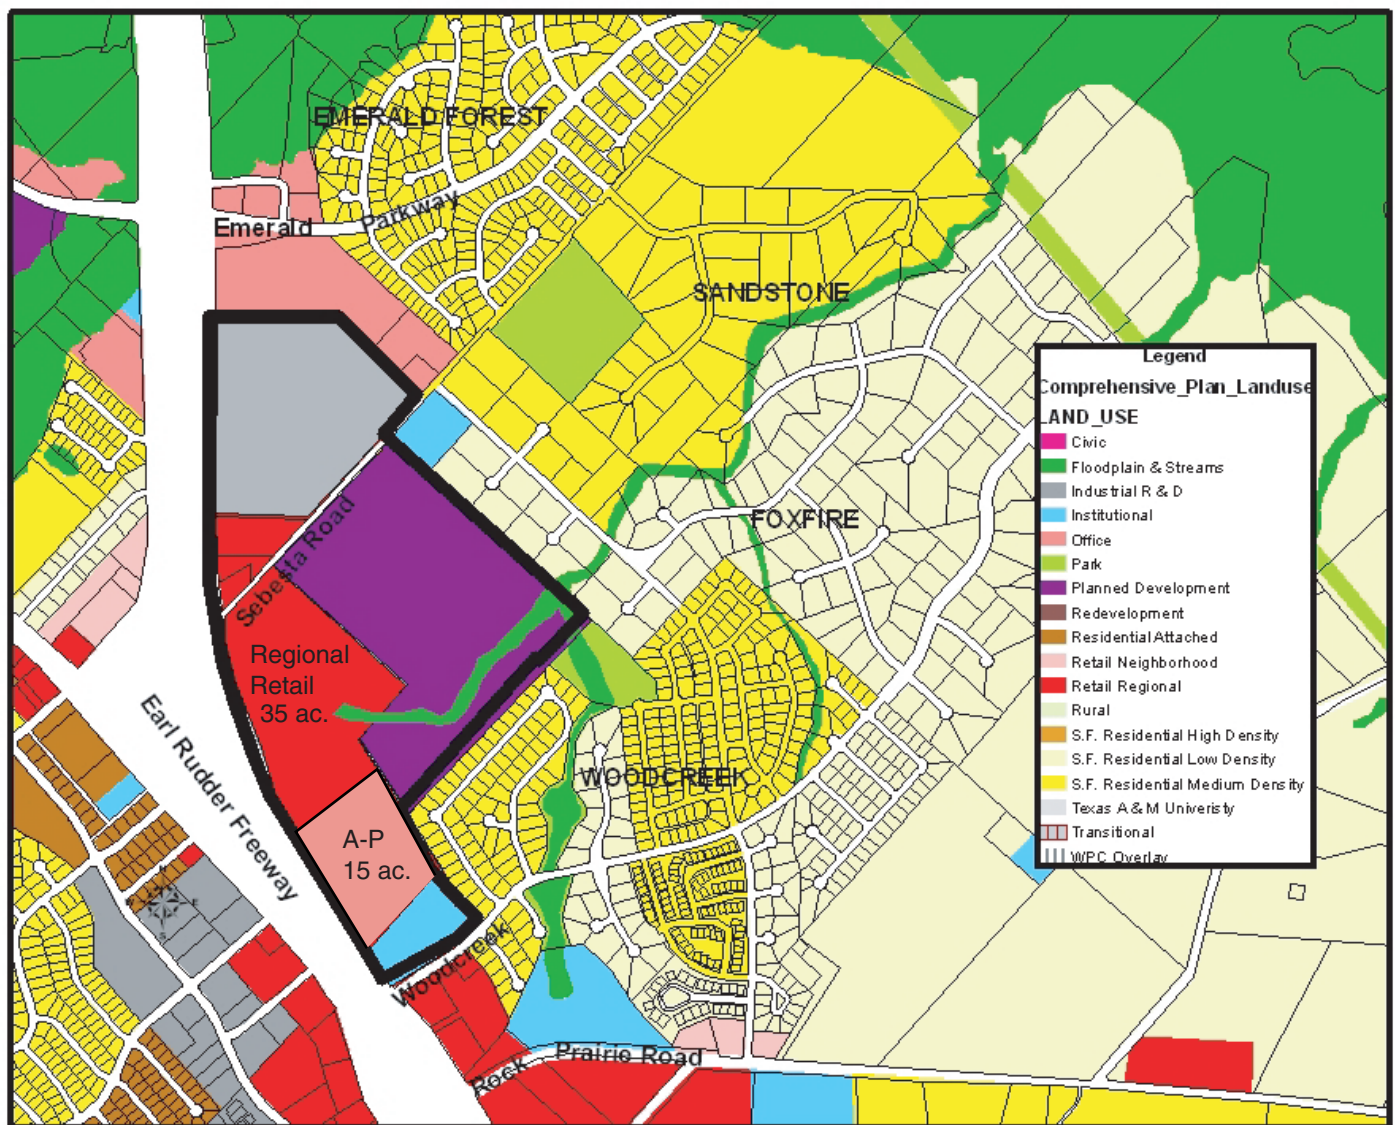 EMERALD FOREST
Parkway
Emerald
SANDSTONE
Legend
Comprehensive_Plan_Landuse
LAND_USE
Civic
Floodplain & Streams
Industrial R & D
Institutional
Office
Park
Planned Development
Redevelopment
Residential Attached
Retail Neighborhood
Retail Regional
Rural
S.F. Residential High Density
S.F. Residential Low Density
S.F. Residential Medium Density
Texas A & M Univeristy
Transitional
WPC Overlay
FOXFIRE
Sebesta Road
Regional
Retail
35 ac.
Earl Rudder Freeway
WOODCREEK
A-P
15 ac.
Woodcreek
Rock
Prairie Road